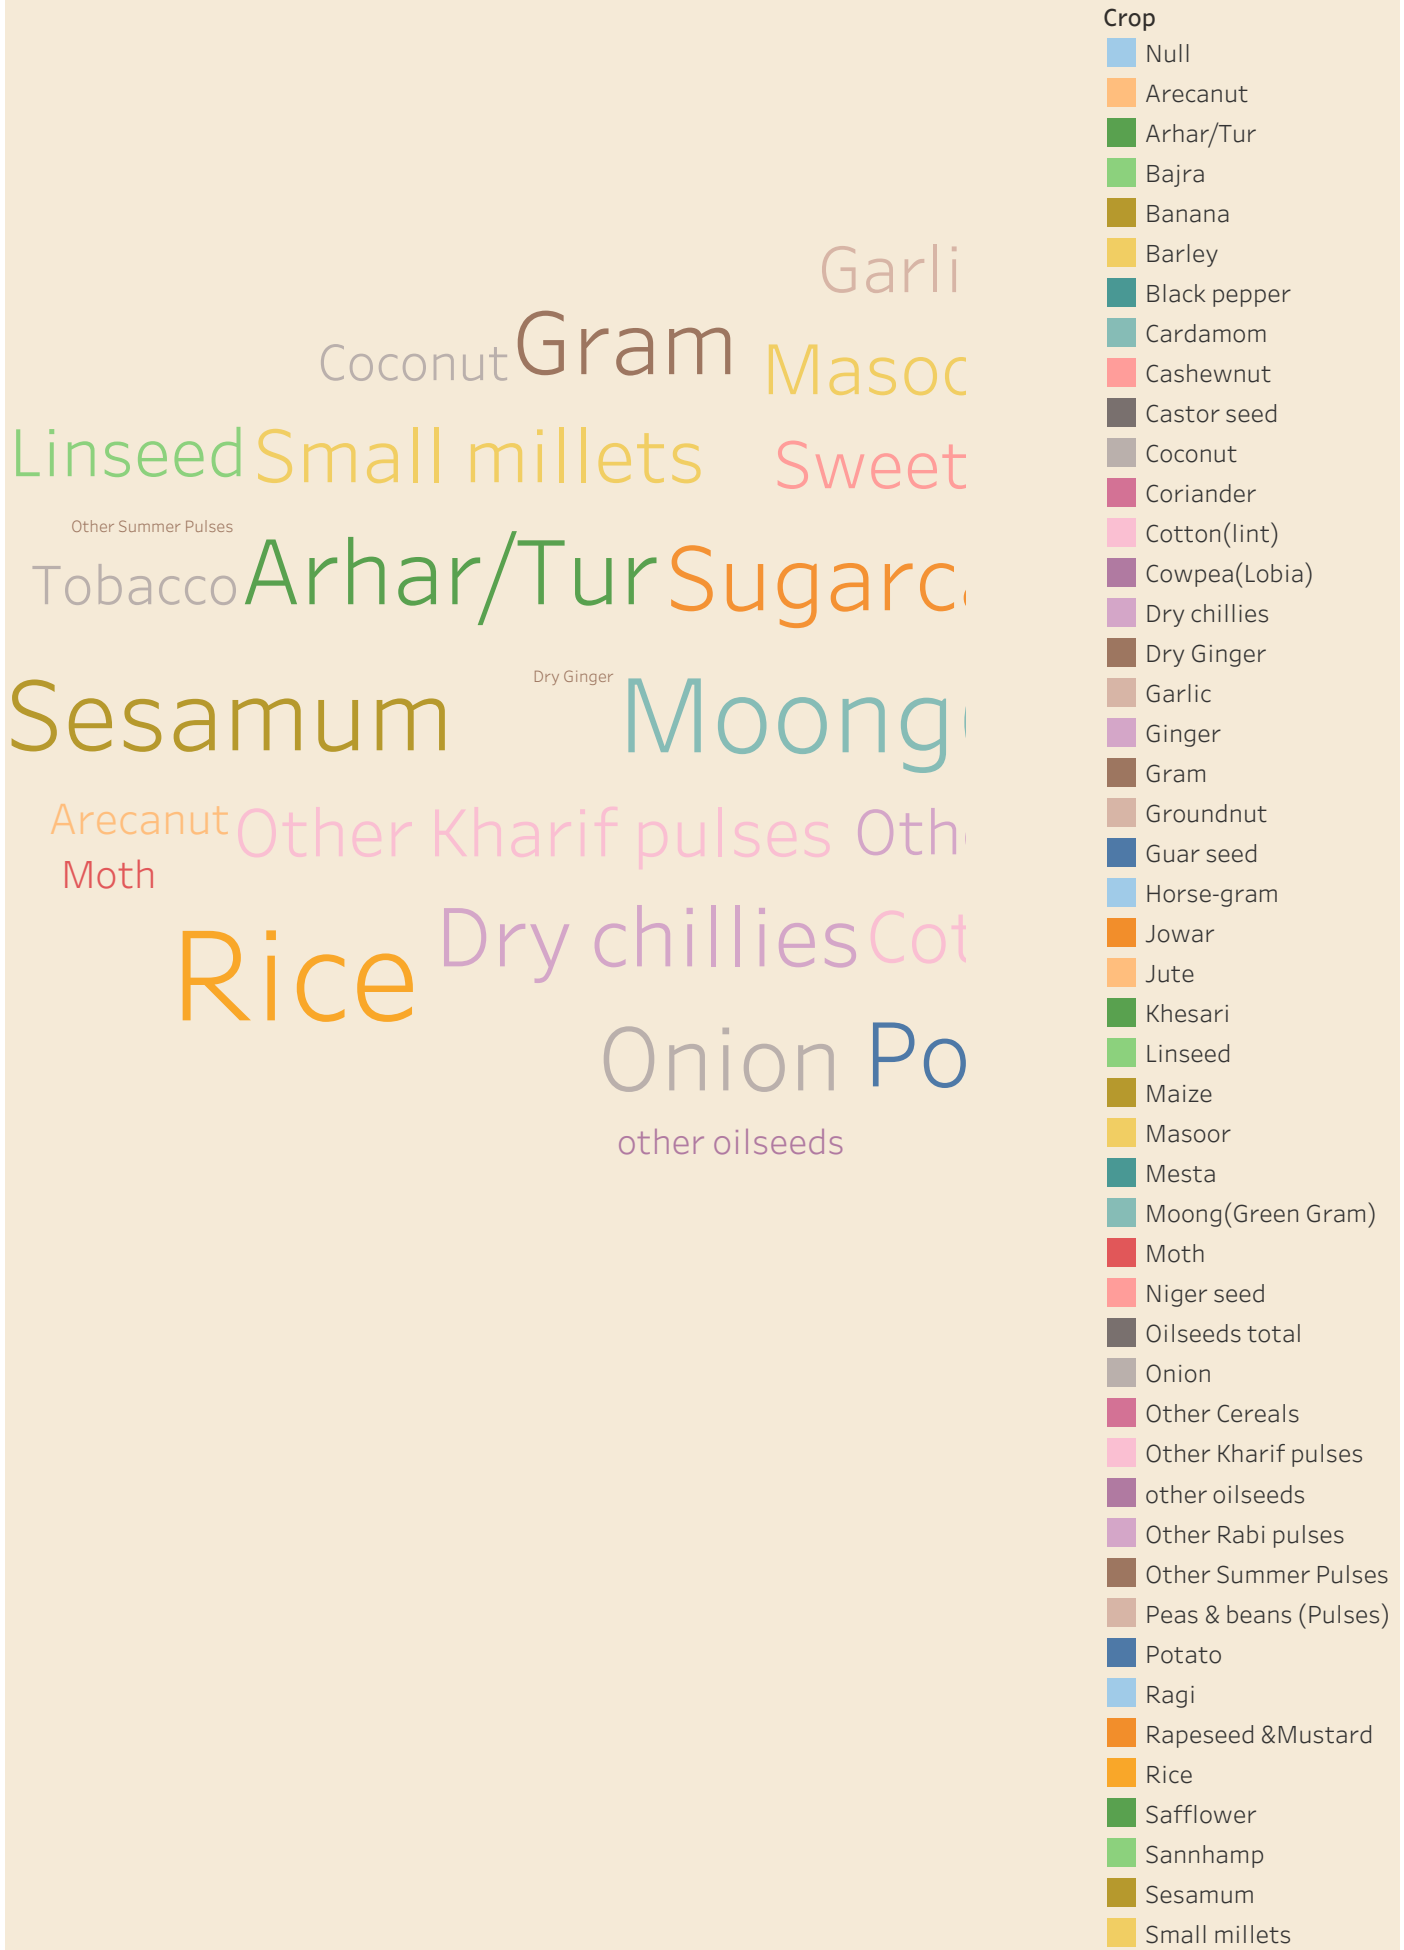 Garli
Coconut Gram Masoo
Linseed Small millets Sweet
Other Summer Pulses
Tobacco Arhar/Tur Sugarc
Dry Ginger
Sesamum Moong
Arecanut Other Kharif pulses Oth
Moth
Dry chillies Cot
Rice
Onion Po
other oilseeds
Crop
Null
Arecanut
Arhar/Tur
Bajra
Banana
Barley
Black pepper
Cardamom
Cashewnut
Castor seed
Coconut
Coriander
Cotton(lint)
Cowpea(Lobia)
Dry chillies
Dry Ginger
Garlic
Ginger
Gram
Groundnut
Guar seed
Horse-gram
Jowar
Jute
Khesari
Linseed
Maize
Masoor
Mesta
Moong(Green Gram)
Moth
Niger seed
Oilseeds total
Onion
Other Cereals
Other Kharif pulses
other oilseeds
Other Rabi pulses
Other Summer Pulses
Peas & beans (Pulses)
Potato
Ragi
Rapeseed &Mustard
Rice
Safflower
Sannhamp
Sesamum
Small millets